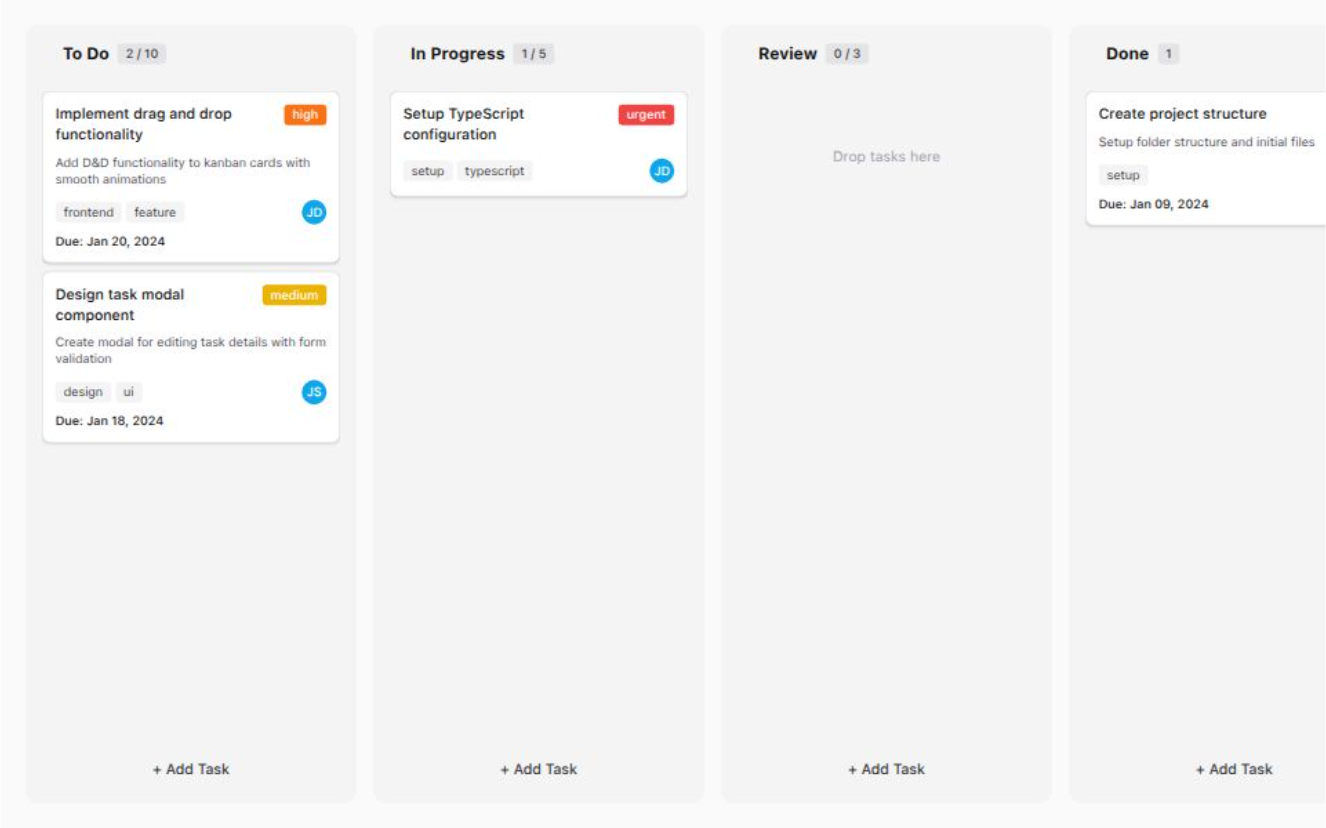 To Do 2 / 10
Implement drag and drop
functionality
high
Add D&D functionality to kanban cards with
smooth animations
frontend feature JD
Due: Jan 20, 2024
Design task modal
component
medium
Create modal for editing task details with form
validation
design ui JS
Due: Jan 18, 2024
+ Add Task
In Progress 1 / 5
Setup TypeScript
configuration
urgent
setup typescript JD
+ Add Task
Review 0 / 3
Drop tasks here
+ Add Task
Done 1
Create project structure
Setup folder structure and initial files
setup
Due: Jan 09, 2024
+ Add Task